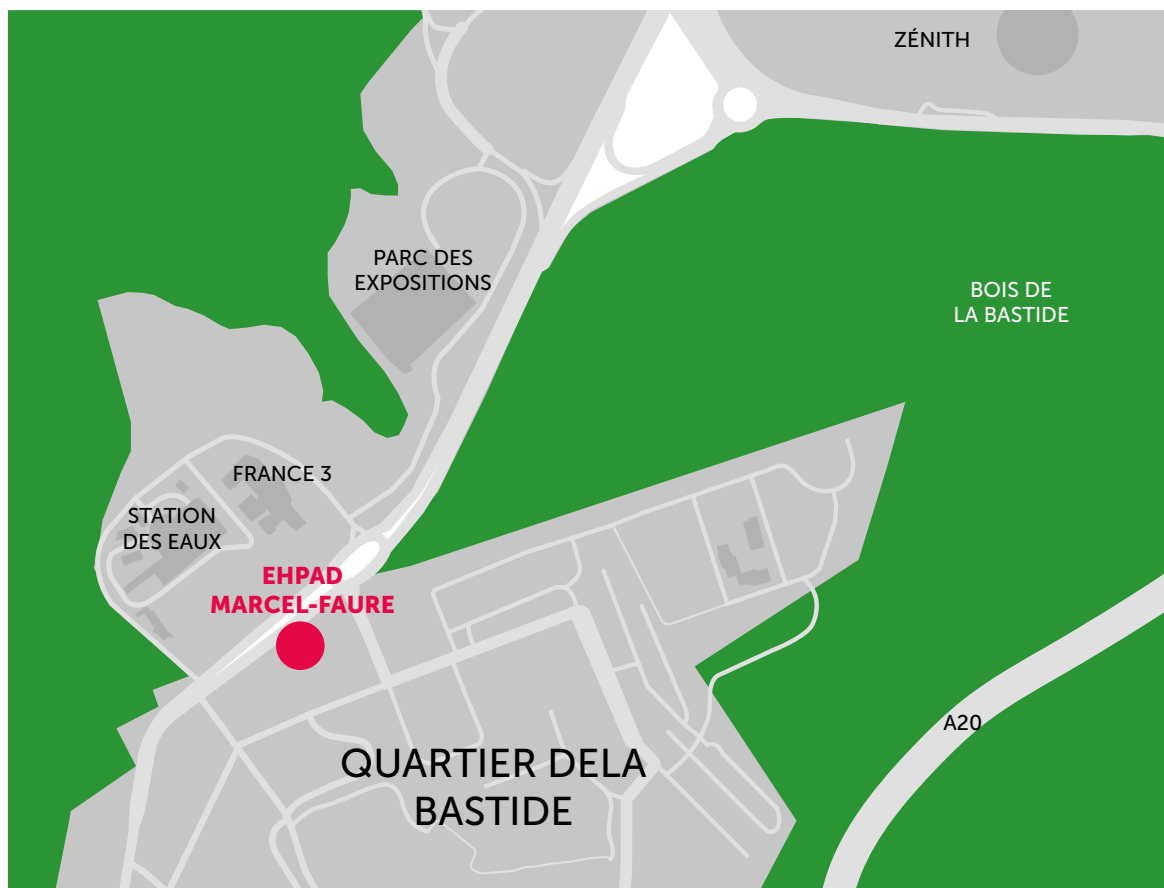 ZÉNITH
PARC DES
EXPOSITIONS
BOIS DE
LA BASTIDE
FRANCE 3
STATION
DES EAUX
EHPAD
MARCEL-FAURE
A20
QUARTIER DELA
BASTIDE